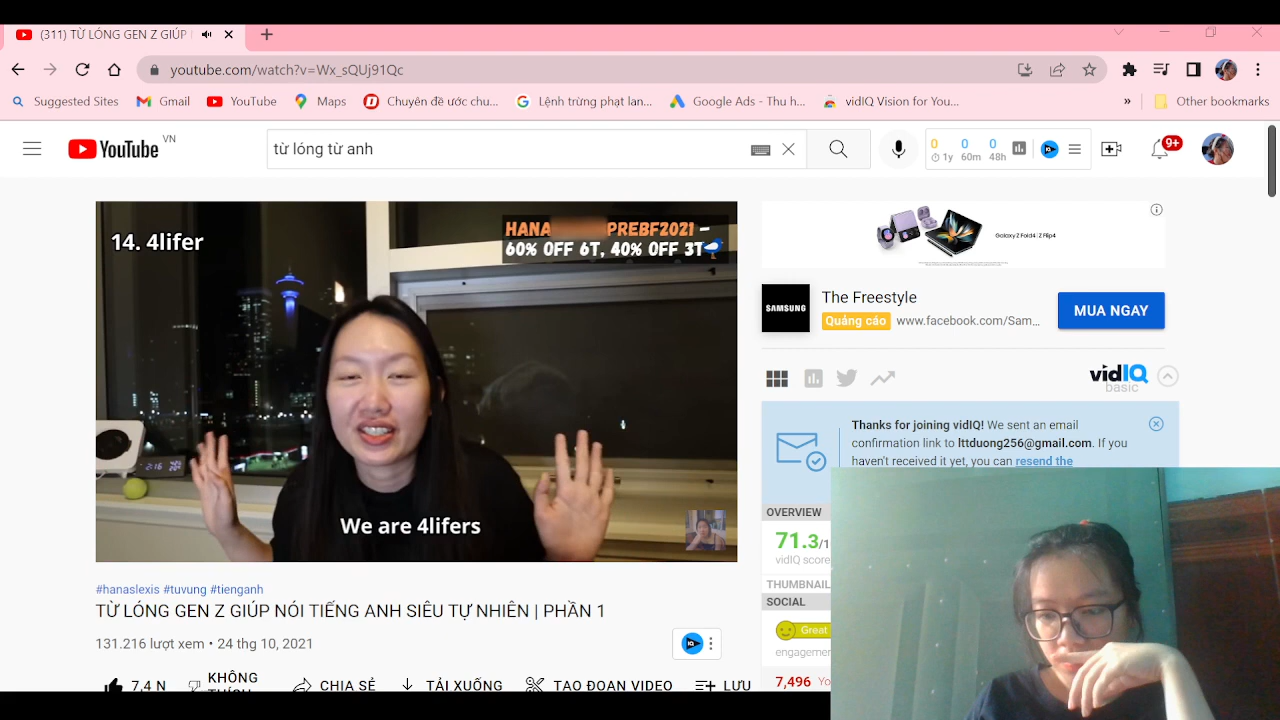 (311) TỪ LÓNG GEN Z GIÚP
youtube.com/watch?v=Wx_sQUj91Qc
Suggested Sites Gmail YouTube Maps Chuyên đề ước chu... Lệnh trừng phạt lan... Google Ads - Thu h... vidIQ Vision for You... » Other bookmarks
YouTube VN
từ lóng từ anh
0 0 0
1y 60m 48h
9+
14. 4lifer
HANA PREBF2021 -
60% OFF 6T, 40% OFF 3T
2:16
We are 4lifers
#hanaslexis #tuvung #tienganh
TỪ LÓNG GEN Z GIÚP NÓI TIẾNG ANH SIÊU TỰ NHIÊN | PHẦN 1
131.216 lượt xem • 24 thg 10, 2021
7,4 N KHÔNG THÍCH CHIA SẺ TẢI XUỐNG TẠO ĐOẠN VIDEO LƯU
Galaxy Z Fold4 | Z Flip4
SAMSUNG
The Freestyle
Quảng cáo www.facebook.com/Sam...
MUA NGAY
vidIQ
basic
Thanks for joining vidIQ! We sent an email
confirmation link to lttduong256@gmail.com. If you
haven't received it yet, you can resend the
OVERVIEW
71.3/1
vidIQ score
THUMBNAIL
SOCIAL
Great
engagemen
7,496 Yo